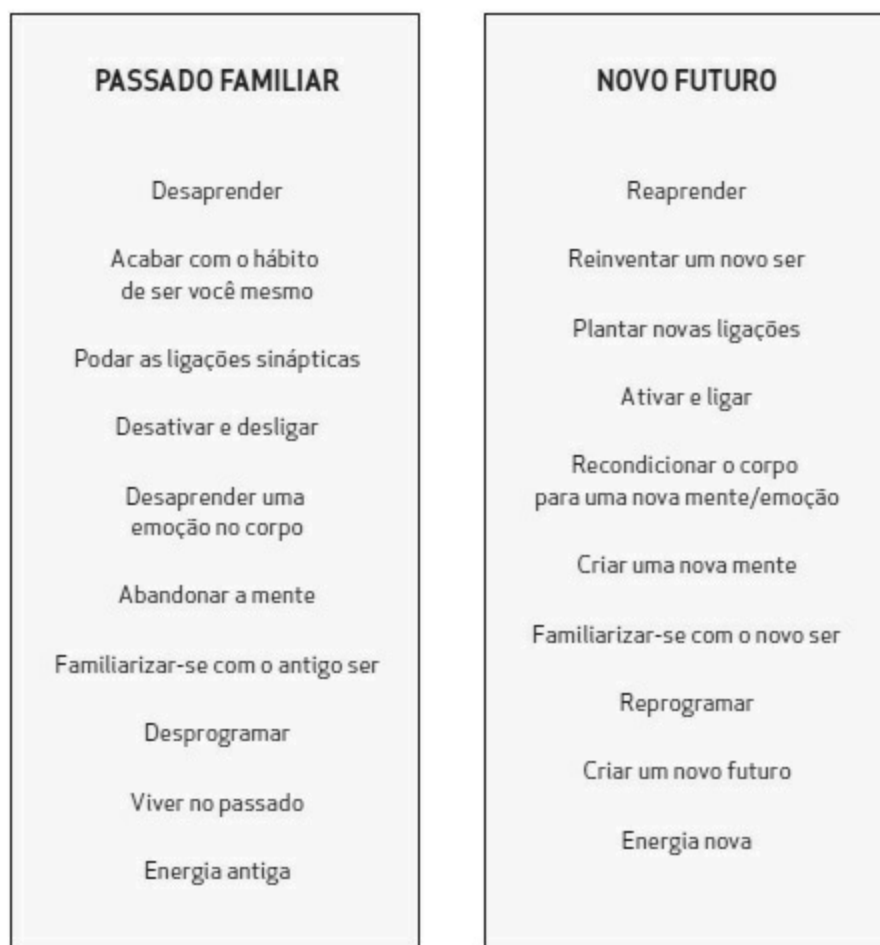 PASSADO FAMILIAR
Desaprender
Acabar com o hábito
de ser você mesmo
Podar as ligações sinápticas
Desativar e desligar
Desaprender uma
emoção no corpo
Abandonar a mente
Familiarizar-se com o antigo ser
Desprogramar
Viver no passado
Energia antiga
NOVO FUTURO
Reaprender
Reinventar um novo ser
Plantar novas ligações
Ativar e ligar
Recondicionar o corpo
para uma nova mente/emoção
Criar uma nova mente
Familiarizar-se com o novo ser
Reprogramar
Criar um novo futuro
Energia nova